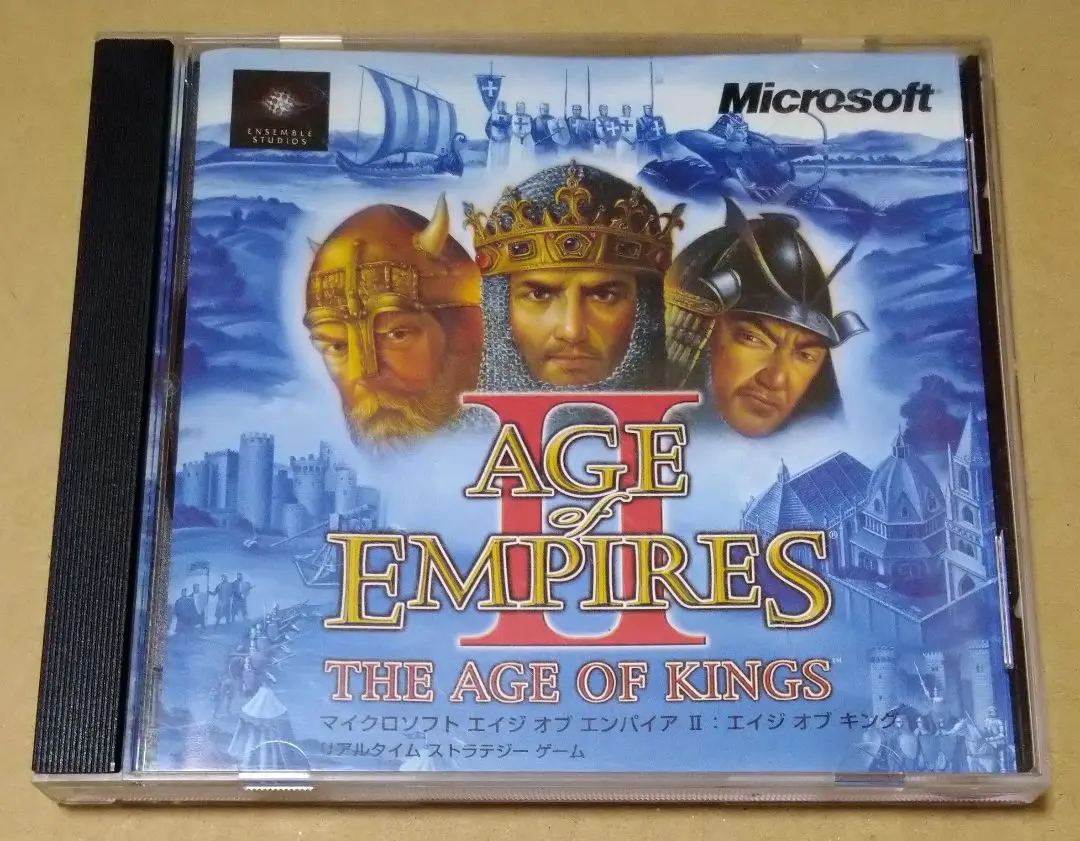 ENSEMBLE
STUDIOS
Microsoft
II
AGE
of
EMPIRES®
THE AGE OF KINGS™
マイクロソフト エイジ オブ エンパイア II : エイジ オブ キング
リアルタイム ストラテジー ゲーム